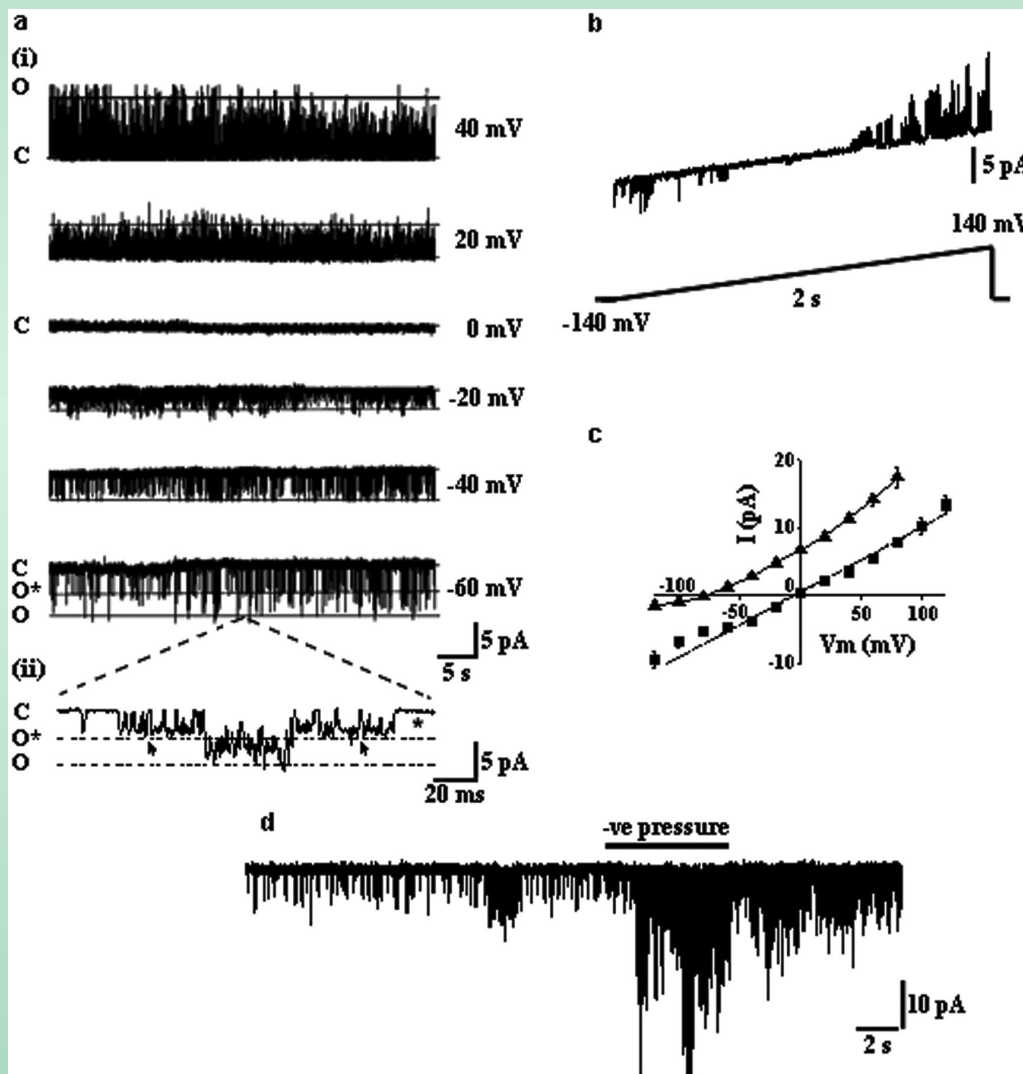 a
(i)
O
C
40 mV
20 mV
C
0 mV
-20 mV
-40 mV
C
O*
O
-60 mV
5 pA
5 s
(ii)
C
O*
O
*
5 pA
20 ms
b
5 pA
140 mV
2 s
-140 mV
c
20
10
0
-10
-100
-50
50
100
I (pA)
Vm (mV)
d
-ve pressure
10 pA
2 s